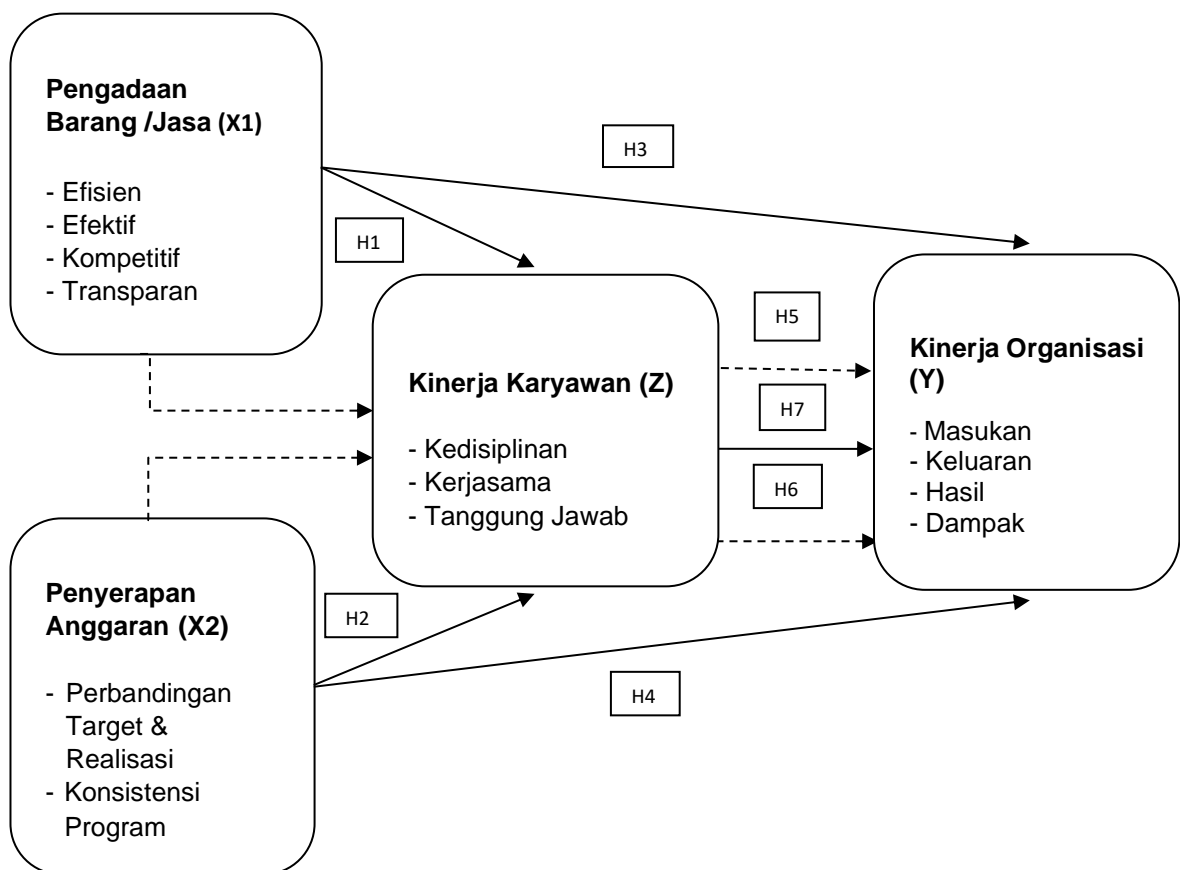 Pengadaan
Barang /Jasa (X1)
- Efisien
- Efektif
- Kompetitif
- Transparan
H3
H1
Kinerja Karyawan (Z)
- Kedisiplinan
- Kerjasama
- Tanggung Jawab
H5
H7
H6
Kinerja Organisasi
(Y)
- Masukan
- Keluaran
- Hasil
- Dampak
Penyerapan
Anggaran (X2)
- Perbandingan
Target &
Realisasi
- Konsistensi
Program
H2
H4